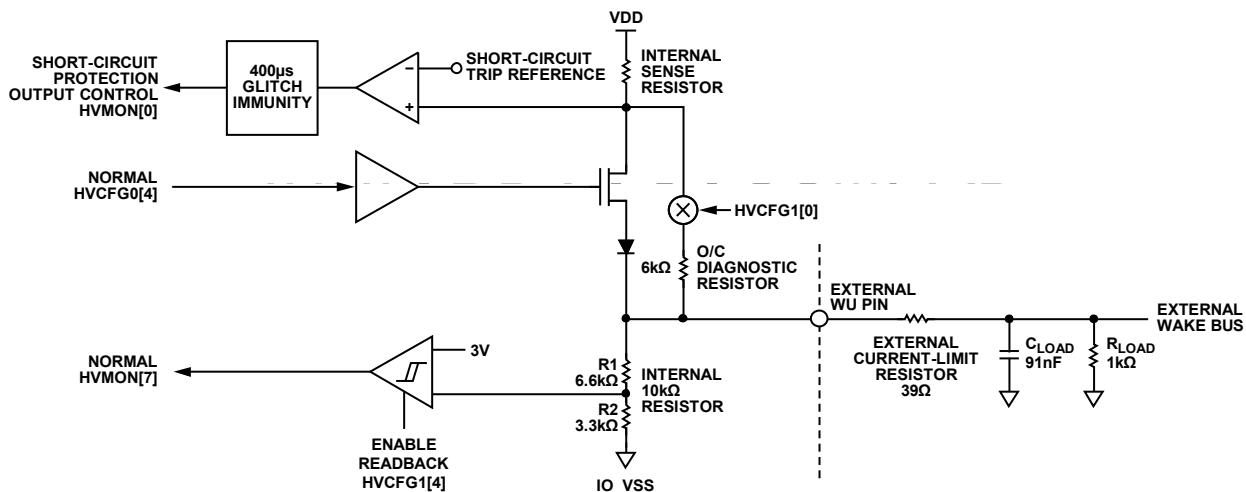 VDD
SHORT-CIRCUIT
PROTECTION
OUTPUT CONTROL
HVMON[0]
400µs
GLITCH
IMMUNITY
–
+
SHORT-CIRCUIT
TRIP REFERENCE
INTERNAL
SENSE
RESISTOR
NORMAL
HVCFG0[4]
HVCFG1[0]
6kΩ
O/C
DIAGNOSTIC
RESISTOR
EXTERNAL
WU PIN
EXTERNAL
WAKE BUS
EXTERNAL
CURRENT-LIMIT
RESISTOR
39Ω
CLOAD
91nF
RLOAD
1kΩ
NORMAL
HVMON[7]
3V
R1
6.6kΩ
R2
3.3kΩ
INTERNAL
10kΩ
RESISTOR
ENABLE
READBACK
HVCFG1[4]
IO VSS